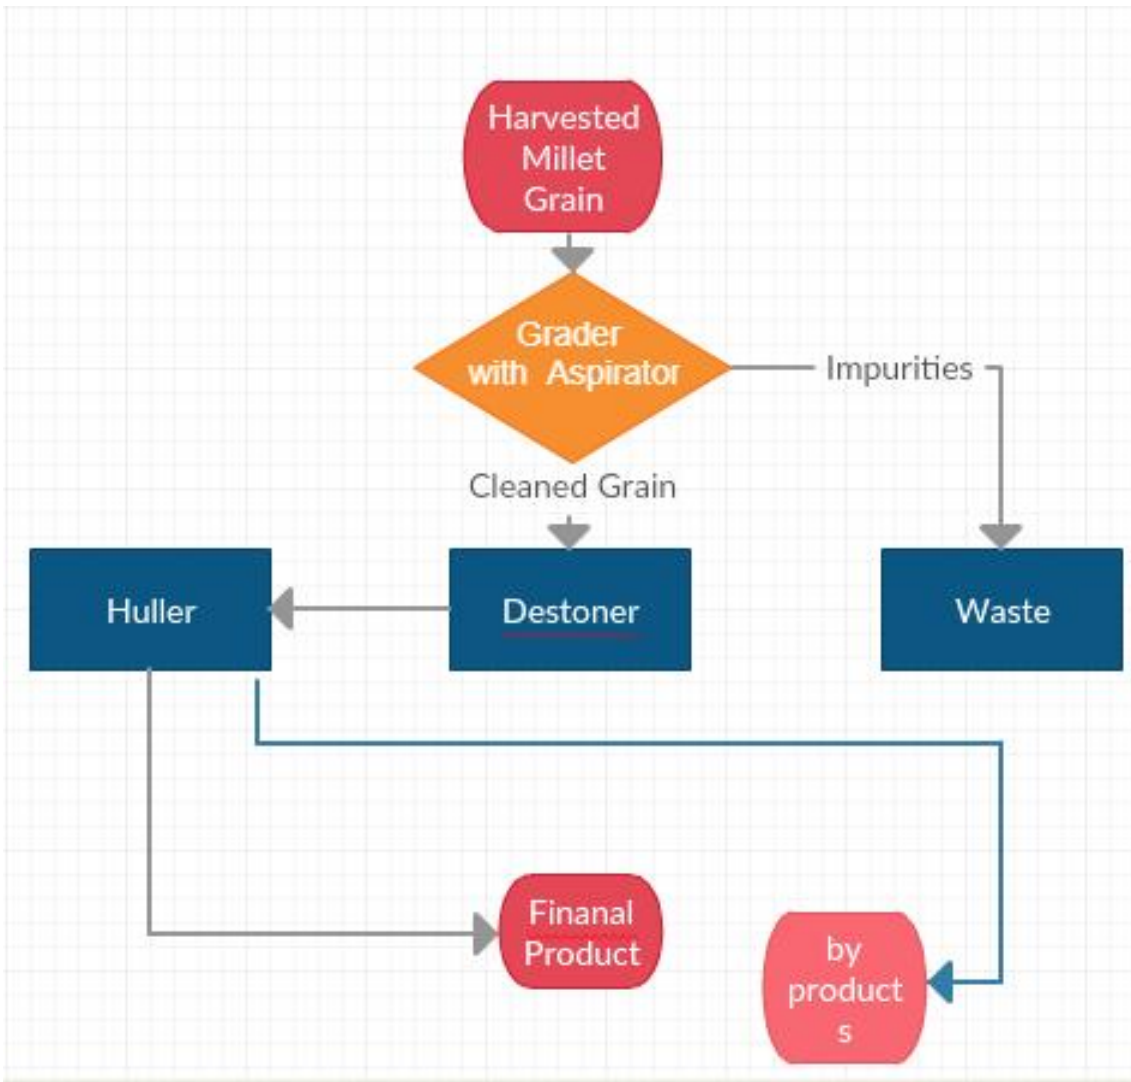 Harvested
Millet
Grain
Grader
with Aspirator
Impurities
Cleaned Grain
Huller
Destoner
Waste
Finanal
Product
by
product
s